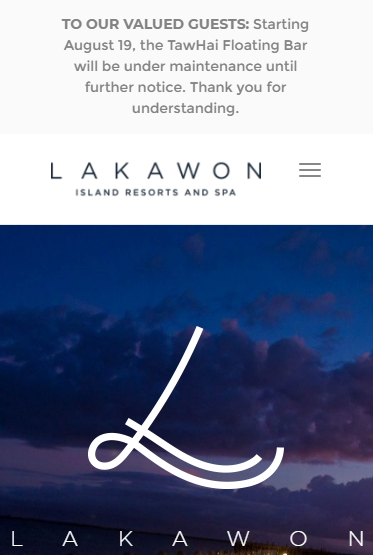 TO OUR VALUED GUESTS: Starting
August 19, the TawHai Floating Bar
will be under maintenance until
further notice. Thank you for
understanding.
LAKAWON
ISLAND RESORTS AND SPA
L
LAKAWON